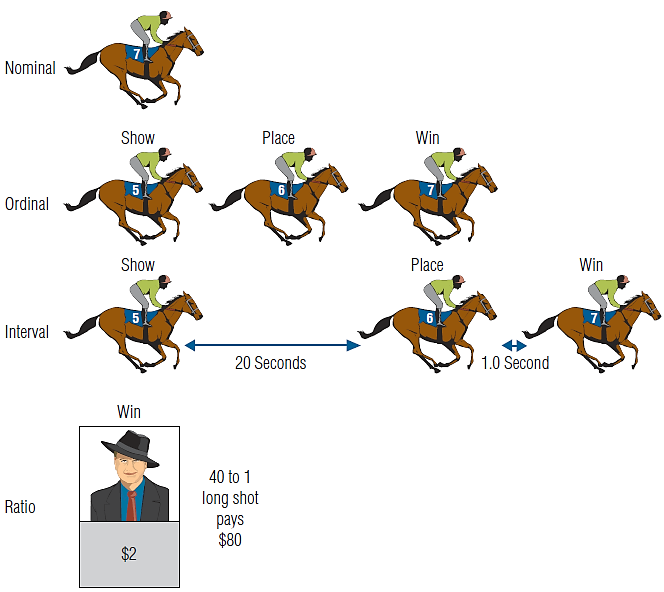 Nominal
7
Show Place Win
Ordinal
5 6 7
Show Place Win
Interval
5 6 7
20 Seconds 1.0 Second
Win
Ratio
40 to 1
long shot
pays
$80
$2